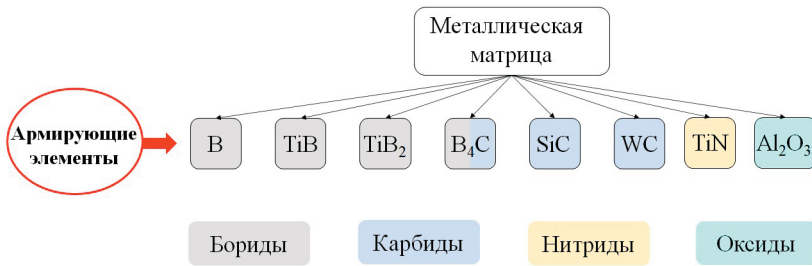 Металлическая
матрица
Армирующие
элементы
B
TiB
TiB₂
B₄C
SiC
WC
TiN
Al₂O₃
Бориды
Карбиды
Нитриды
Оксиды